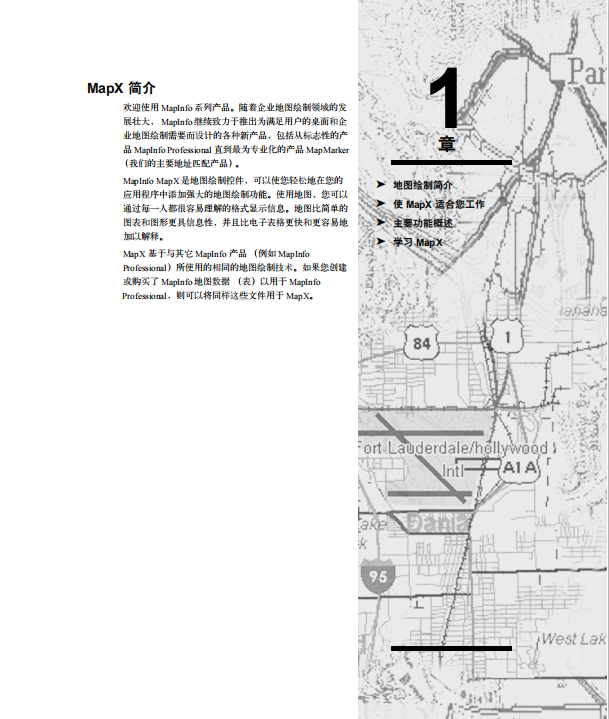 MapX 简介
欢迎使用 MapInfo 系列产品。随着企业地图绘制领域的发
展壮大， MapInfo 继续致力于推出为满足用户的桌面和企
业地图绘制需要而设计的各种新产品，包括从标志性的产
品 MapInfo Professional 直到最为专业化的产品 MapMarker
（我们的主要地址匹配产品）。
MapInfo MapX 是地图绘制控件，可以使您轻松地在您的
应用程序中添加强大的地图绘制功能。使用地图，您可以
通过每一人都很容易理解的格式显示信息。地图比简单的
图表和图形更具信息性，并且比电子表格更快和更容易地
加以解释。
MapX 基于与其它 MapInfo 产品 （例如 MapInfo
Professional）所使用的相同的地图绘制技术。如果您创建
或购买了 MapInfo 地图数据 （表）以用于 MapInfo
Professional，则可以将同样这些文件用于 MapX。
1
章
➤ 地图绘制简介
➤ 使 MapX 适合您工作
➤ 主要功能概述
➤ 学习 MapX
Par
84
1
Fort Lauderdale/hollywood
Intl
A1A
Dania
ake
k
95
West Lak